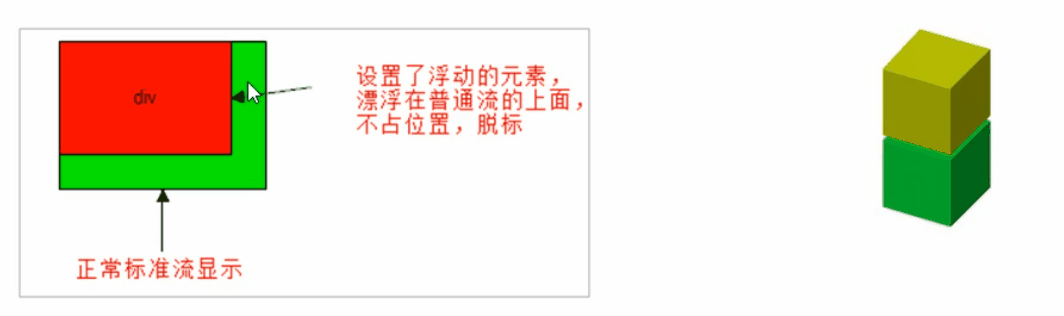 div
设置了浮动的元素，
漂浮在普通流的上面，
不占位置，脱标
正常标准流显示